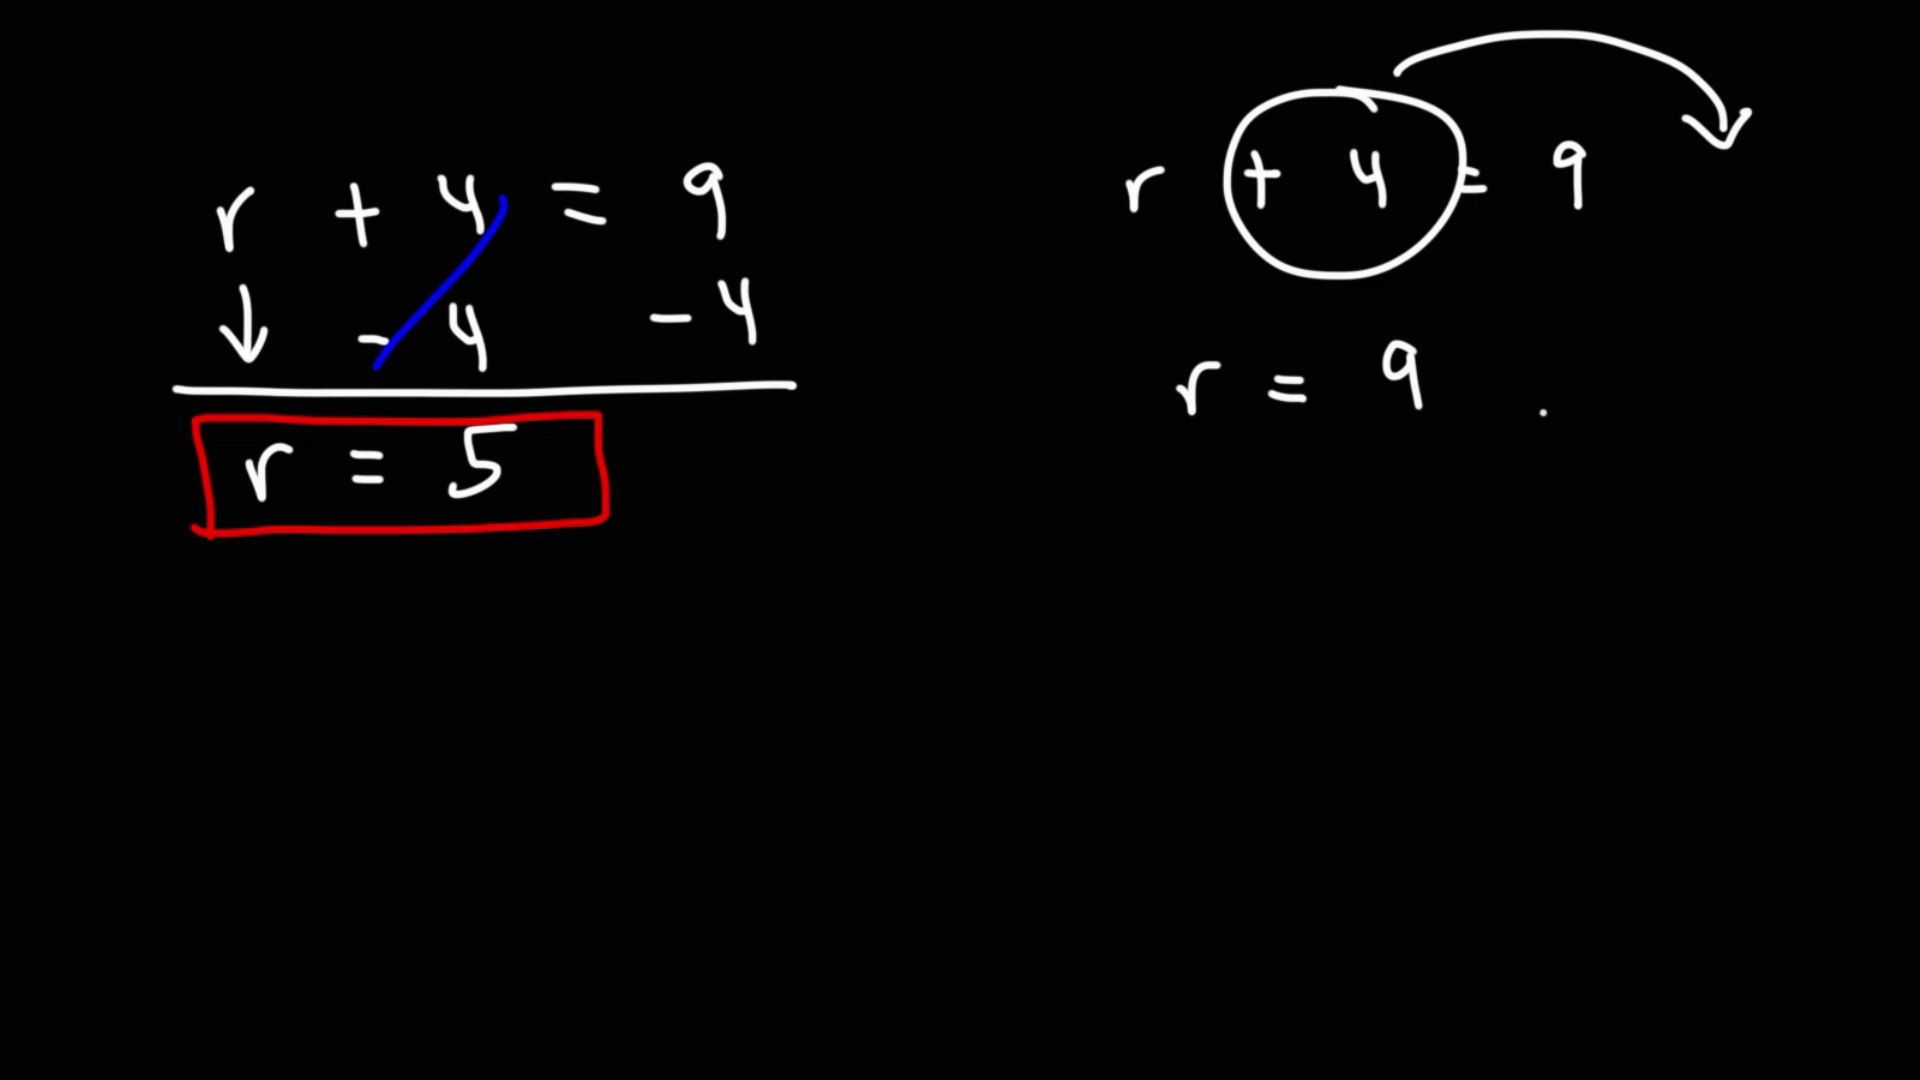 r + 4 = 9
- 4 - 4
r = 5
r + 4 = 9
r = 9